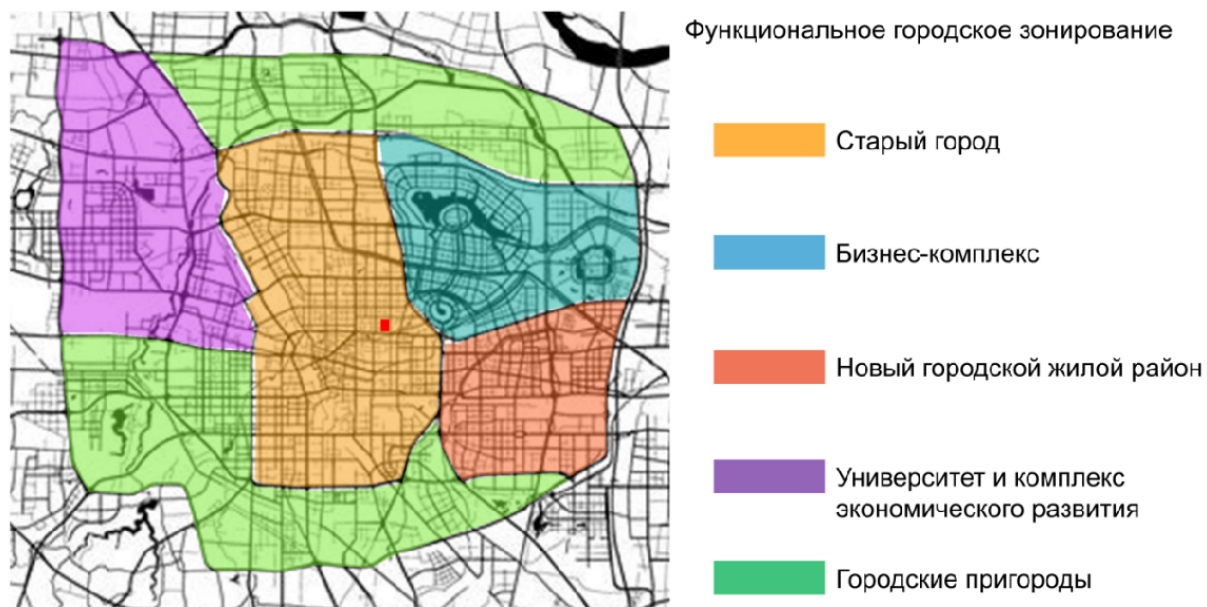 Функциональное городское зонирование
Старый город
Бизнес-комплекс
Новый городской жилой район
Университет и комплекс
экономического развития
Городские пригороды